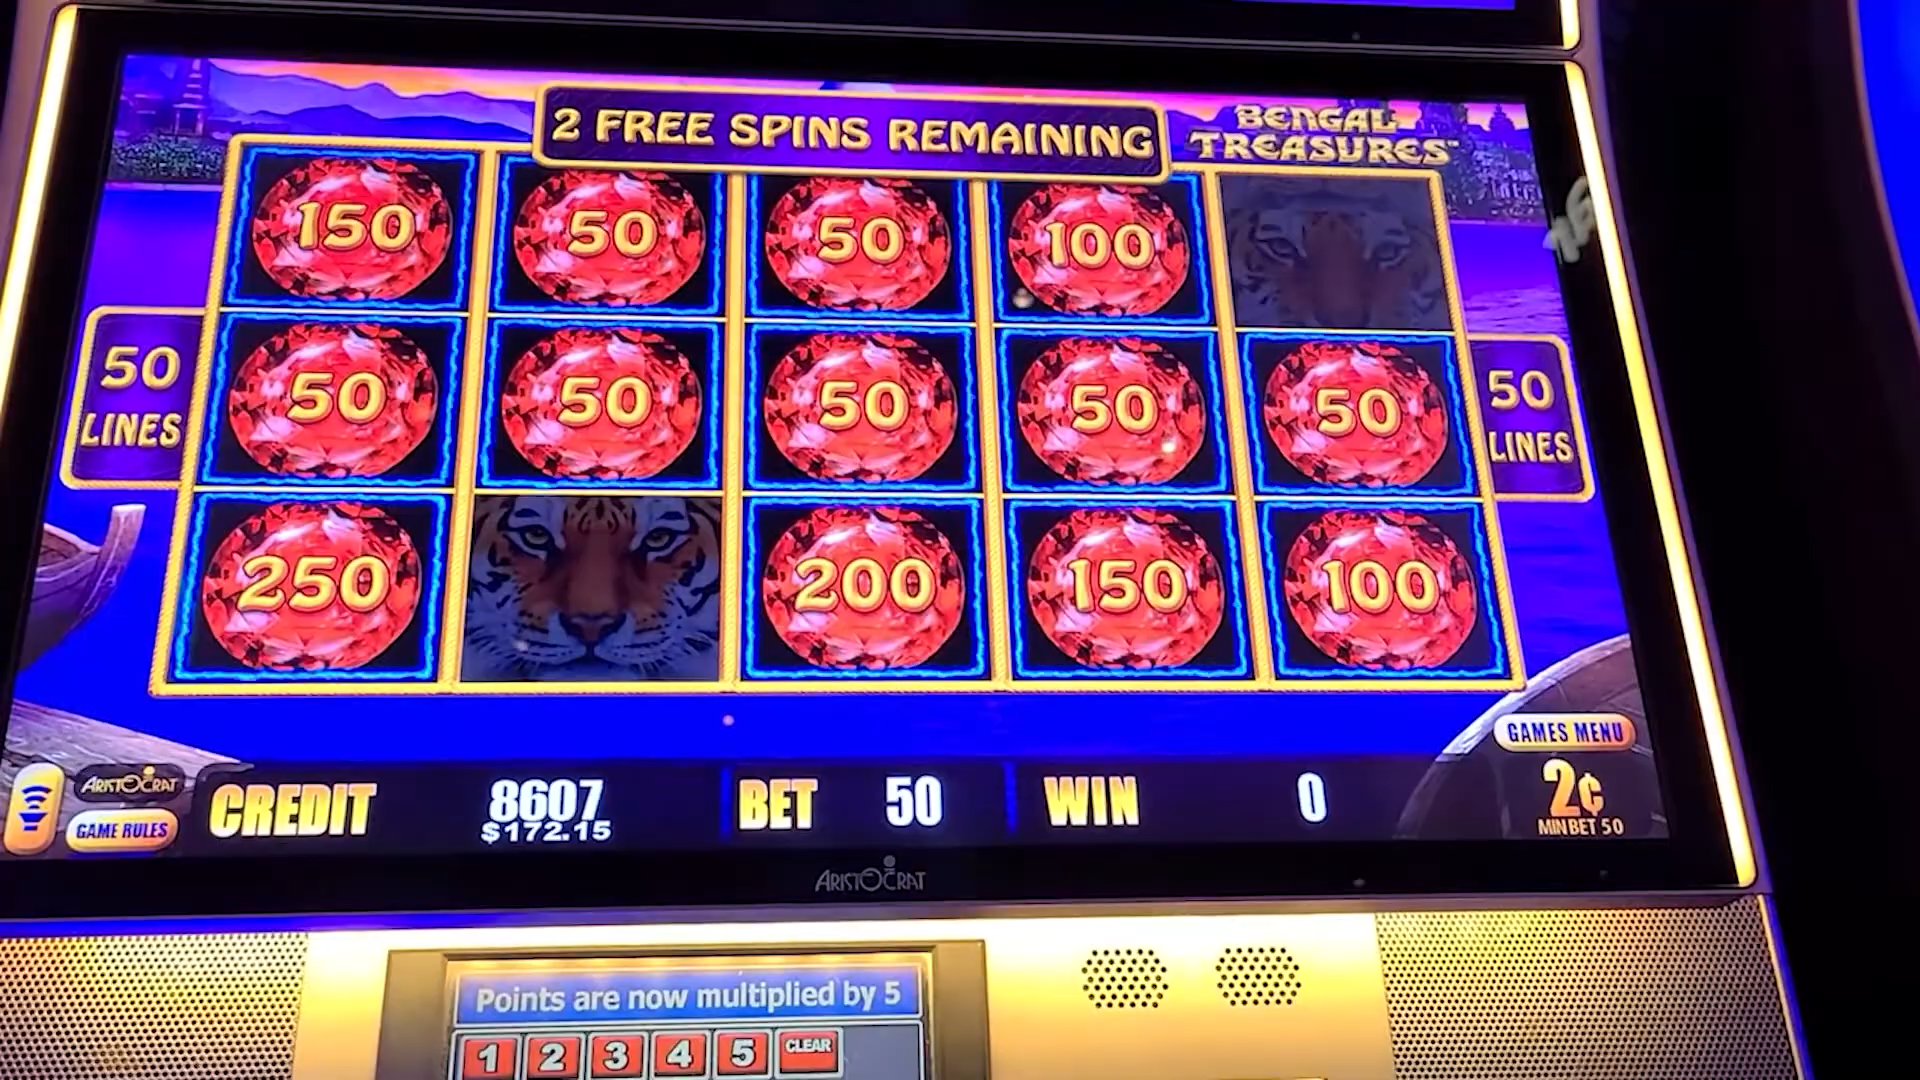 2 FREE SPINS REMAINING
BENGAL
TREASURES™
150 50 50 100
50
LINES
50 50 50 50 50
50
LINES
250 200 150 100
GAMES MENU
ARISTOCRAT
GAME RULES
CREDIT 8607
$172.15
BET 50
WIN 0
2¢
MIN BET 50
ARISTOCRAT
Points are now multiplied by 5
1 2 3 4 5 CLEAR